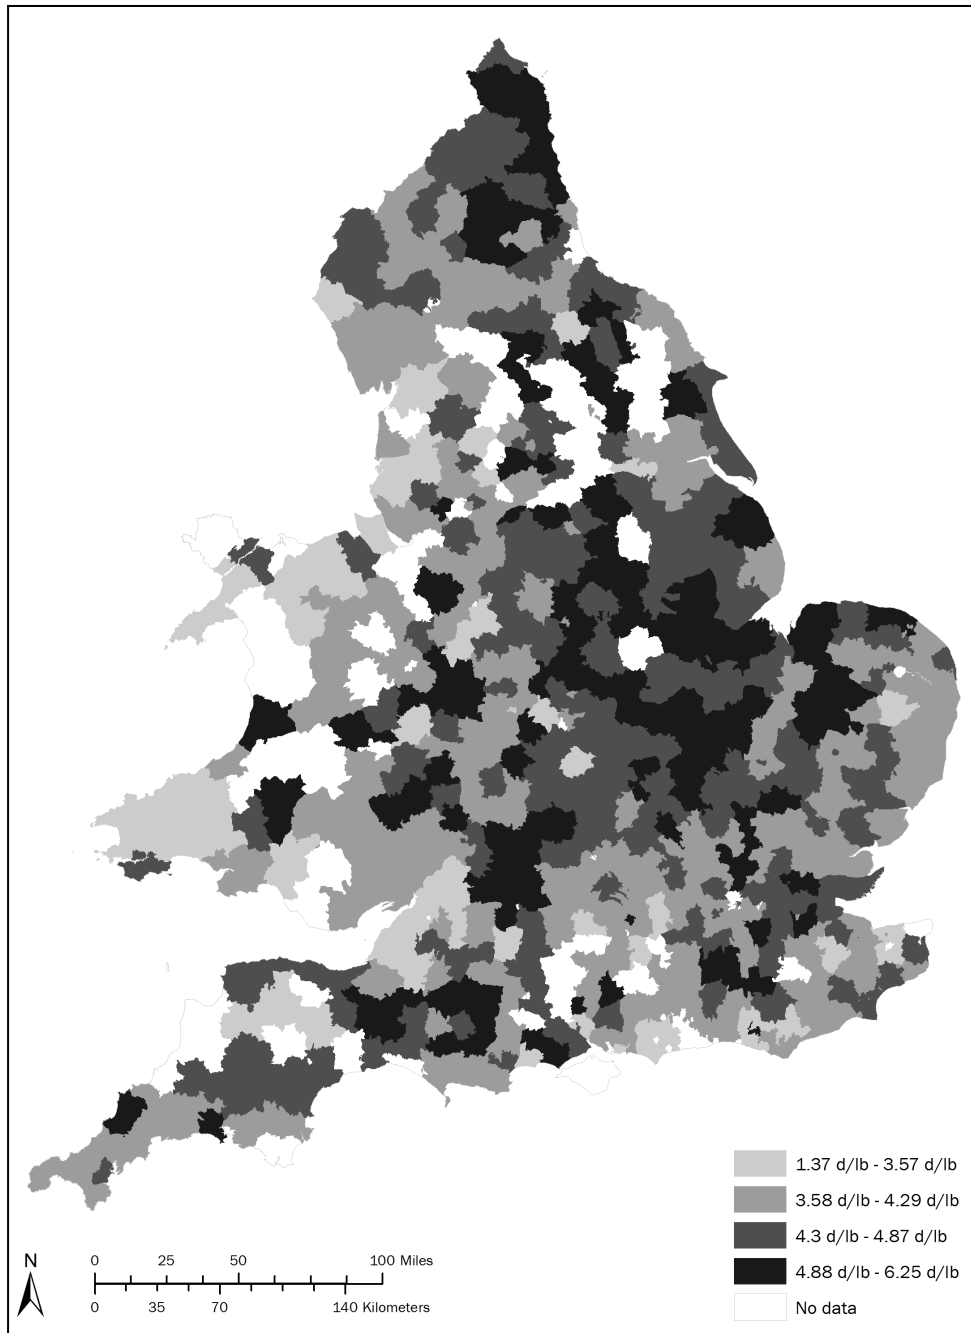 1.37 d/lb - 3.57 d/lb
3.58 d/lb - 4.29 d/lb
4.3 d/lb - 4.87 d/lb
4.88 d/lb - 6.25 d/lb
No data
N
0 25 50 100 Miles
0 35 70 140 Kilometers